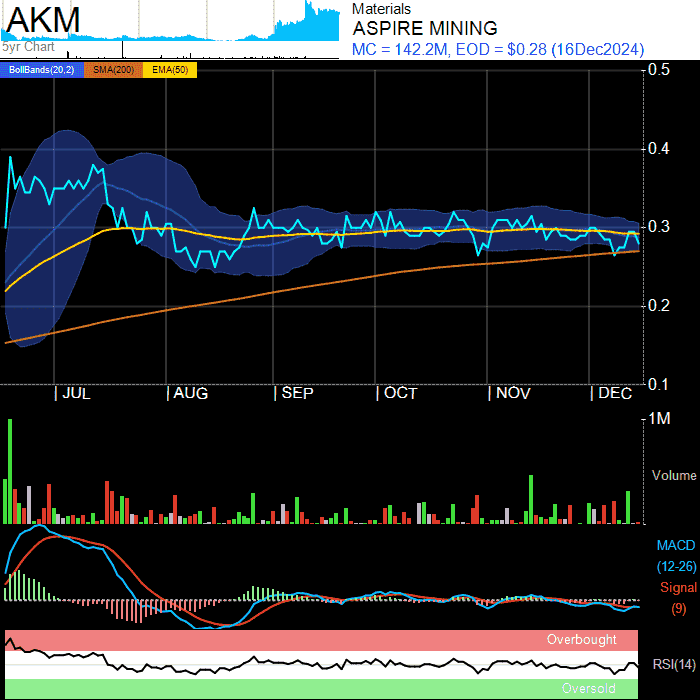 AKM
5yr Chart
Materials
ASPIRE MINING
MC = 142.2M, EOD = $0.28 (16Dec2024)
BollBands(20,2) SMA(200) EMA(50)
0.5
0.4
0.3
0.2
0.1
| JUL | AUG | SEP | OCT | NOV | DEC
1M
Volume
MACD
(12-26)
Signal
(9)
Overbought
RSI(14)
Oversold